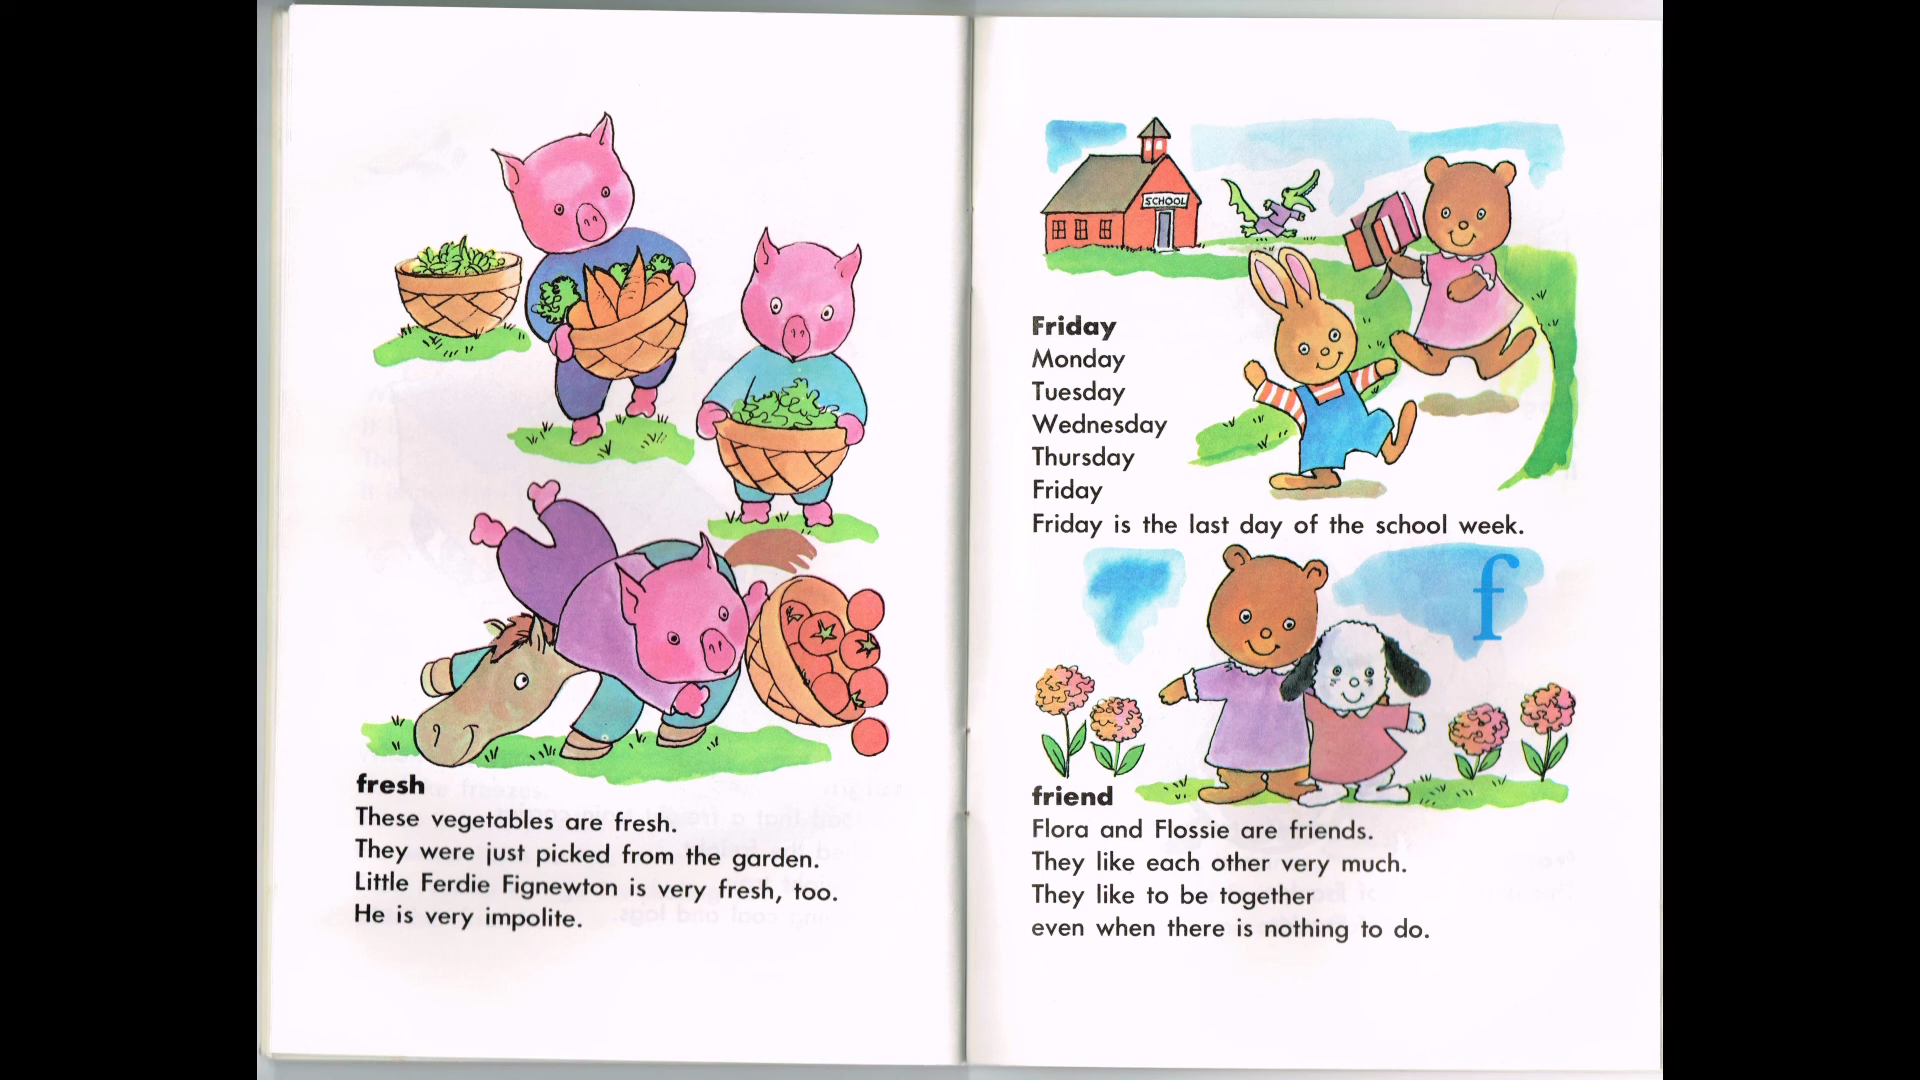 fresh
These vegetables are fresh.
They were just picked from the garden.
Little Ferdie Fignewton is very fresh, too.
He is very impolite.
SCHOOL
Friday
Monday
Tuesday
Wednesday
Thursday
Friday
Friday is the last day of the school week.
f
friend
Flora and Flossie are friends.
They like each other very much.
They like to be together
even when there is nothing to do.